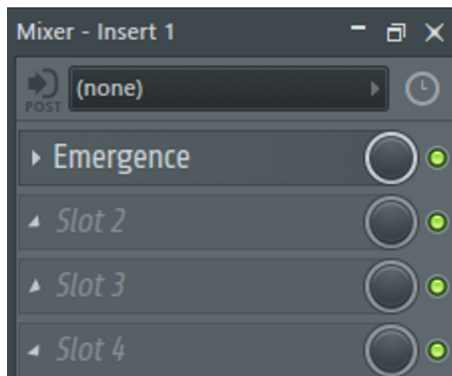 Mixer - Insert 1
(none)
POST
Emergence
Slot 2
Slot 3
Slot 4